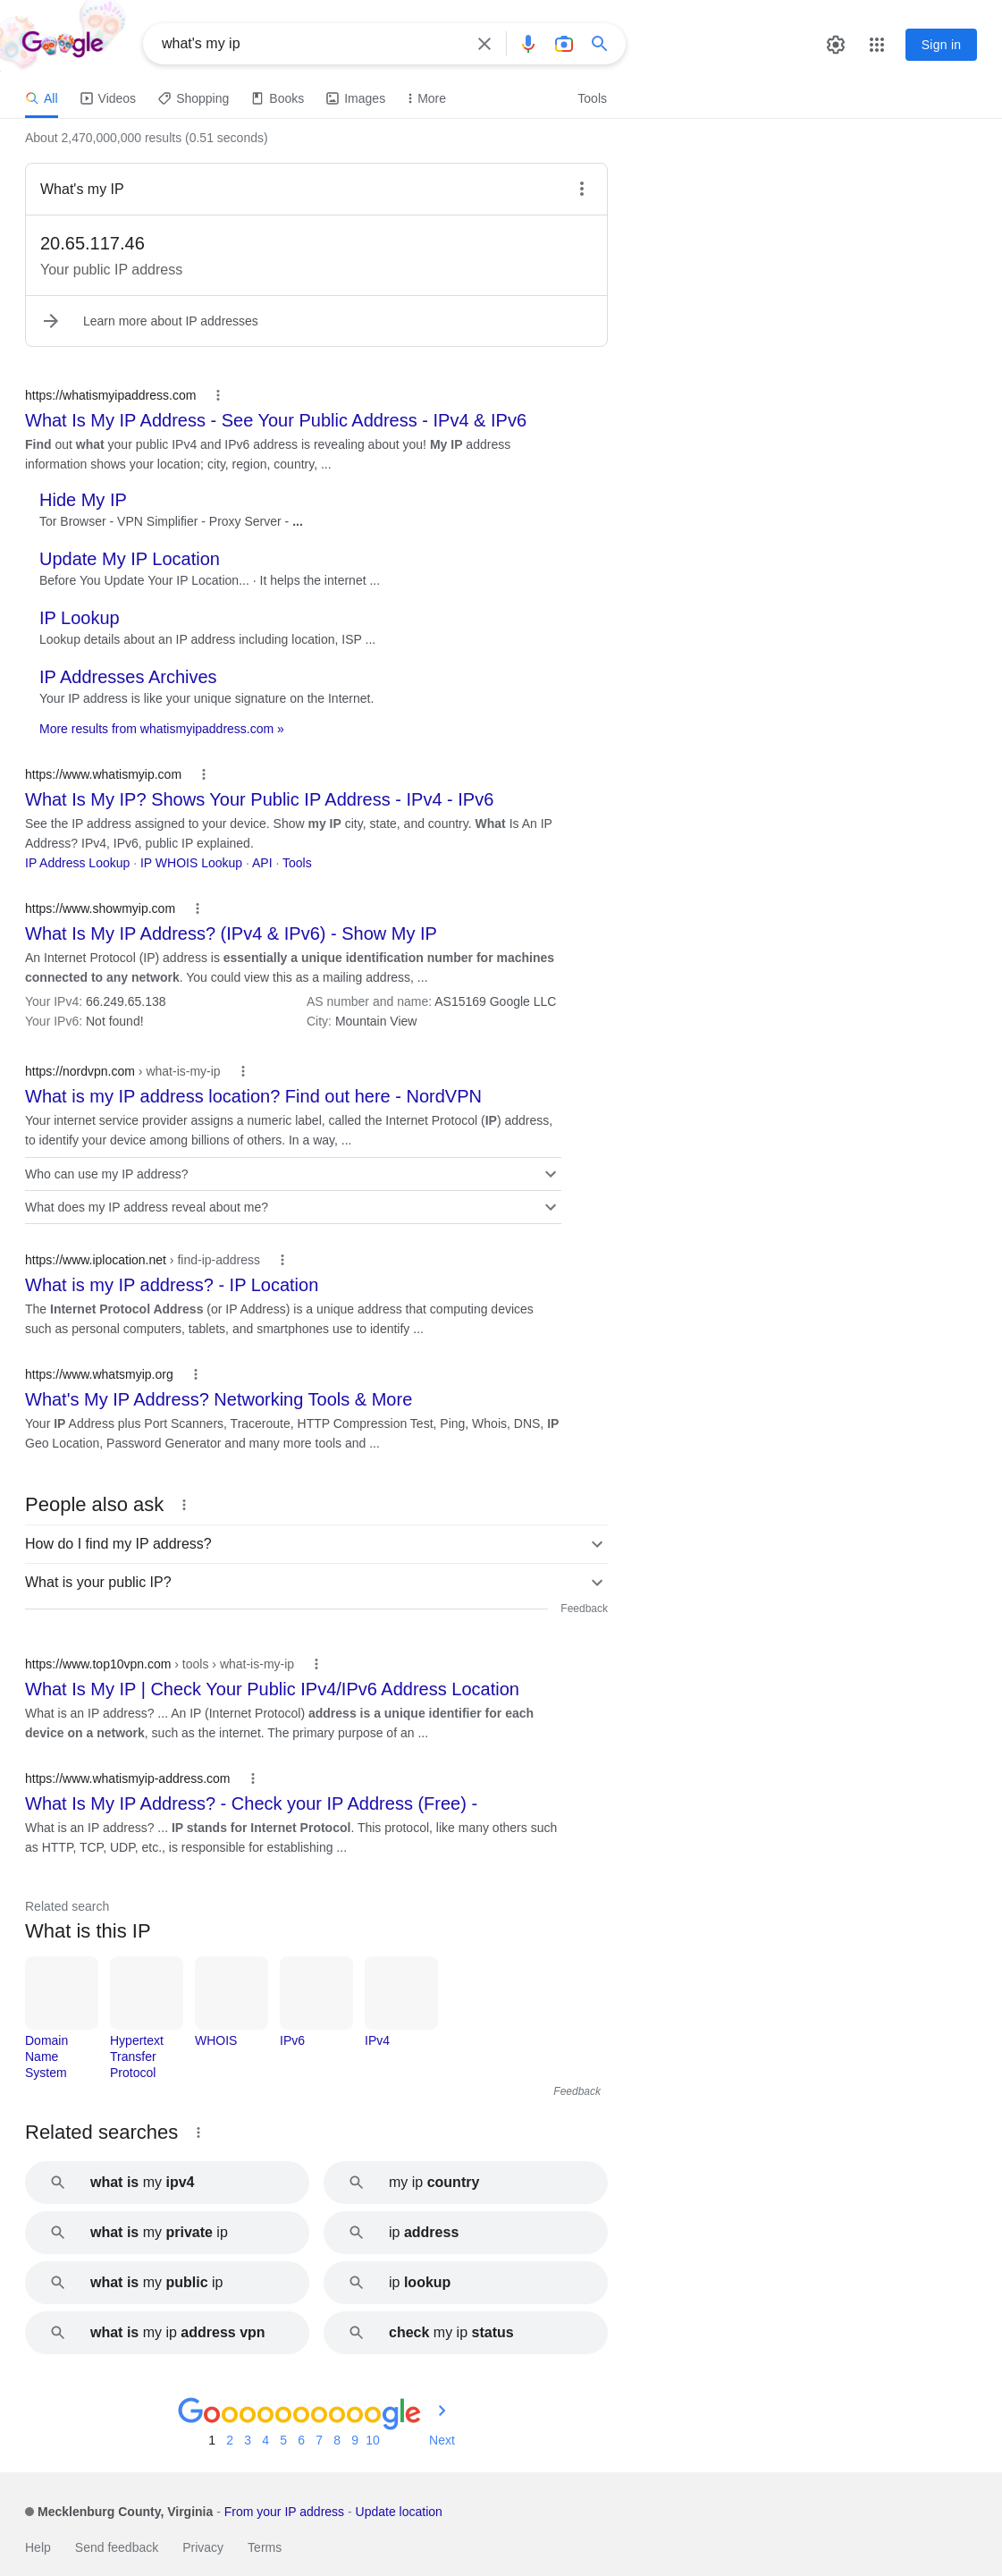 Google
what's my ip
Sign in
All
Videos
Shopping
Books
Images
More
Tools
About 2,470,000,000 results (0.51 seconds)
What's my IP
20.65.117.46
Your public IP address
Learn more about IP addresses
https://whatismyipaddress.com
What Is My IP Address - See Your Public Address - IPv4 & IPv6
Find out what your public IPv4 and IPv6 address is revealing about you! My IP address
information shows your location; city, region, country, ...
Hide My IP
Tor Browser - VPN Simplifier - Proxy Server - ...
Update My IP Location
Before You Update Your IP Location... · It helps the internet ...
IP Lookup
Lookup details about an IP address including location, ISP ...
IP Addresses Archives
Your IP address is like your unique signature on the Internet.
More results from whatismyipaddress.com »
https://www.whatismyip.com
What Is My IP? Shows Your Public IP Address - IPv4 - IPv6
See the IP address assigned to your device. Show my IP city, state, and country. What Is An IP
Address? IPv4, IPv6, public IP explained.
IP Address Lookup · IP WHOIS Lookup · API · Tools
https://www.showmyip.com
What Is My IP Address? (IPv4 & IPv6) - Show My IP
An Internet Protocol (IP) address is essentially a unique identification number for machines
connected to any network. You could view this as a mailing address, ...
Your IPv4: 66.249.65.138
AS number and name: AS15169 Google LLC
Your IPv6: Not found!
City: Mountain View
https://nordvpn.com › what-is-my-ip
What is my IP address location? Find out here - NordVPN
Your internet service provider assigns a numeric label, called the Internet Protocol (IP) address,
to identify your device among billions of others. In a way, ...
Who can use my IP address?
What does my IP address reveal about me?
https://www.iplocation.net › find-ip-address
What is my IP address? - IP Location
The Internet Protocol Address (or IP Address) is a unique address that computing devices
such as personal computers, tablets, and smartphones use to identify ...
https://www.whatsmyip.org
What's My IP Address? Networking Tools & More
Your IP Address plus Port Scanners, Traceroute, HTTP Compression Test, Ping, Whois, DNS, IP
Geo Location, Password Generator and many more tools and ...
People also ask
How do I find my IP address?
What is your public IP?
Feedback
https://www.top10vpn.com › tools › what-is-my-ip
What Is My IP | Check Your Public IPv4/IPv6 Address Location
What is an IP address? ... An IP (Internet Protocol) address is a unique identifier for each
device on a network, such as the internet. The primary purpose of an ...
https://www.whatismyip-address.com
What Is My IP Address? - Check your IP Address (Free) -
What is an IP address? ... IP stands for Internet Protocol. This protocol, like many others such
as HTTP, TCP, UDP, etc., is responsible for establishing ...
Related search
What is this IP
Domain
Name
System
Hypertext
Transfer
Protocol
WHOIS
IPv6
IPv4
Feedback
Related searches
what is my ipv4
my ip country
what is my private ip
ip address
what is my public ip
ip lookup
what is my ip address vpn
check my ip status
Goooooooooogle
1 2 3 4 5 6 7 8 9 10 Next
Mecklenburg County, Virginia - From your IP address - Update location
Help
Send feedback
Privacy
Terms